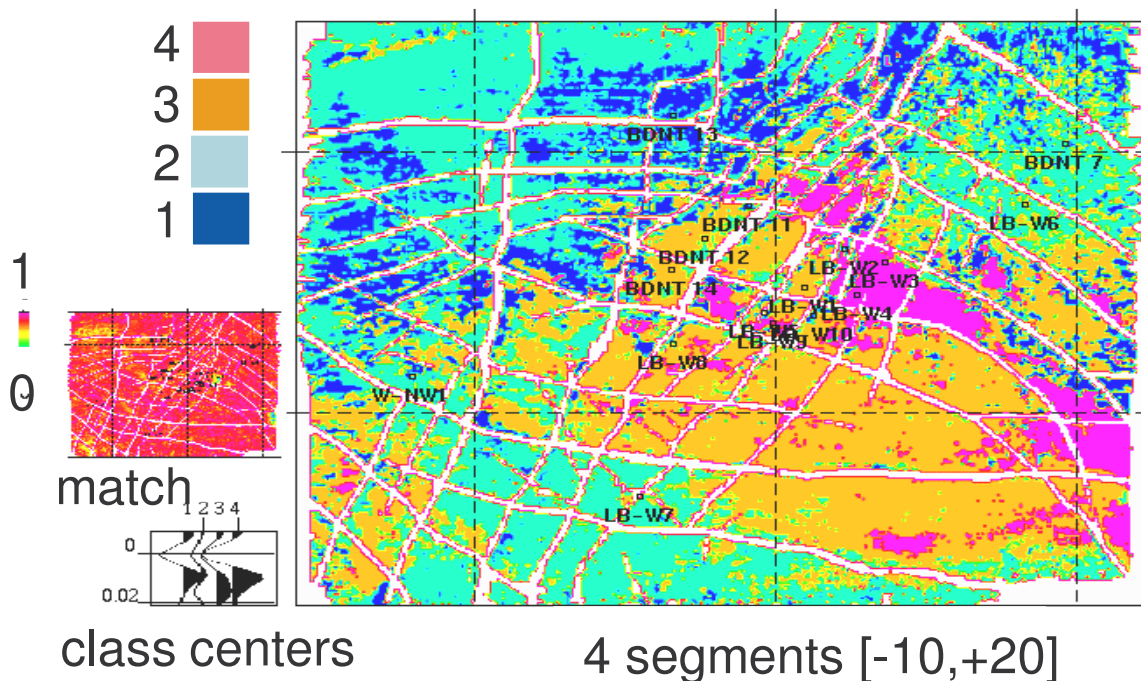 4
3
2
1
1
0
match
1 2 3 4
0
0.02
class centers
BDNT 13
BDNT 7
LB-W6
BDNT 11
BDNT 12
LB-W2
LB-W3
BDNT 14
LB-W1
LB-W4
LB-W9
LB-W8
W-NW1
LB-W7
4 segments [-10,+20]